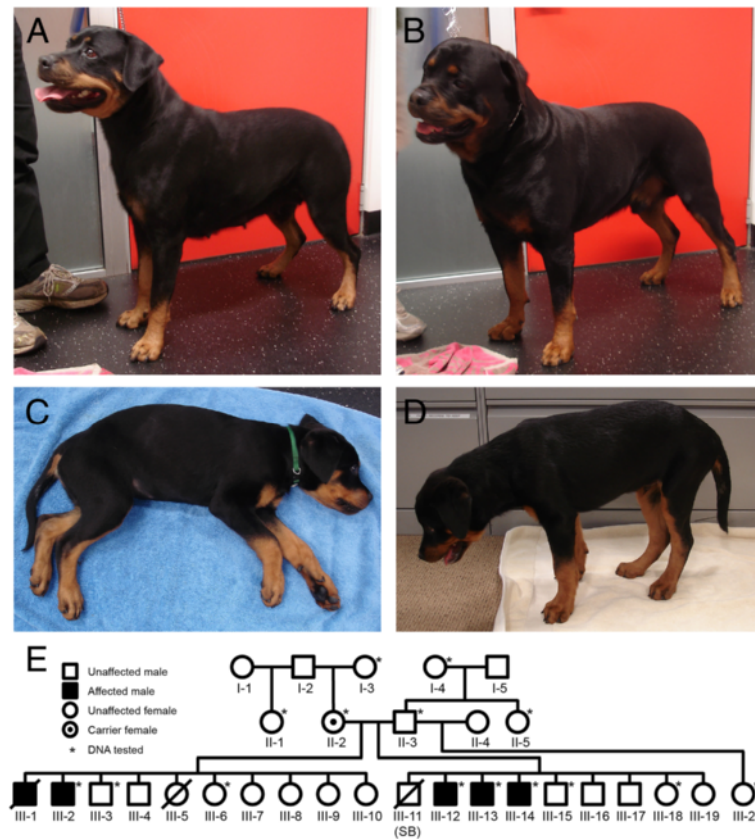 A
B
C
D
E
Unaffected male
Affected male
Unaffected female
Carrier female
* DNA tested
I-1 I-2 I-3 I-4 I-5
II-1 II-2 II-3 II-4 II-5
III-1 III-2 III-3 III-4 III-5 III-6 III-7 III-8 III-9 III-10 III-11 III-12 III-13 III-14 III-15 III-16 III-17 III-18 III-19
(SB)